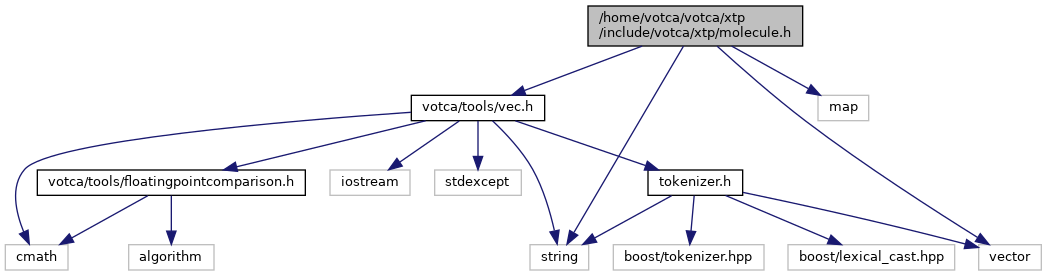 /home/votca/votca/xtp
/include/votca/xtp/molecule.h
votca/tools/vec.h
map
votca/tools/floatingpointcomparison.h
iostream
stdexcept
tokenizer.h
cmath
algorithm
string
boost/tokenizer.hpp
boost/lexical_cast.hpp
vector